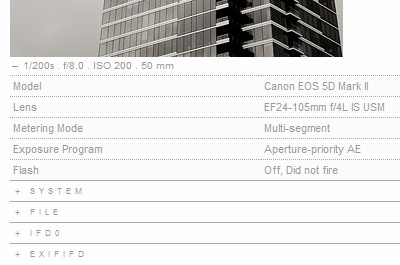 – 1/200s . f/8.0 . ISO 200 . 50 mm
Model Canon EOS 5D Mark II
Lens EF24-105mm f/4L IS USM
Metering Mode Multi-segment
Exposure Program Aperture-priority AE
Flash Off, Did not fire
+ SYSTEM
+ FILE
+ IFD0
+ EXIFIFD